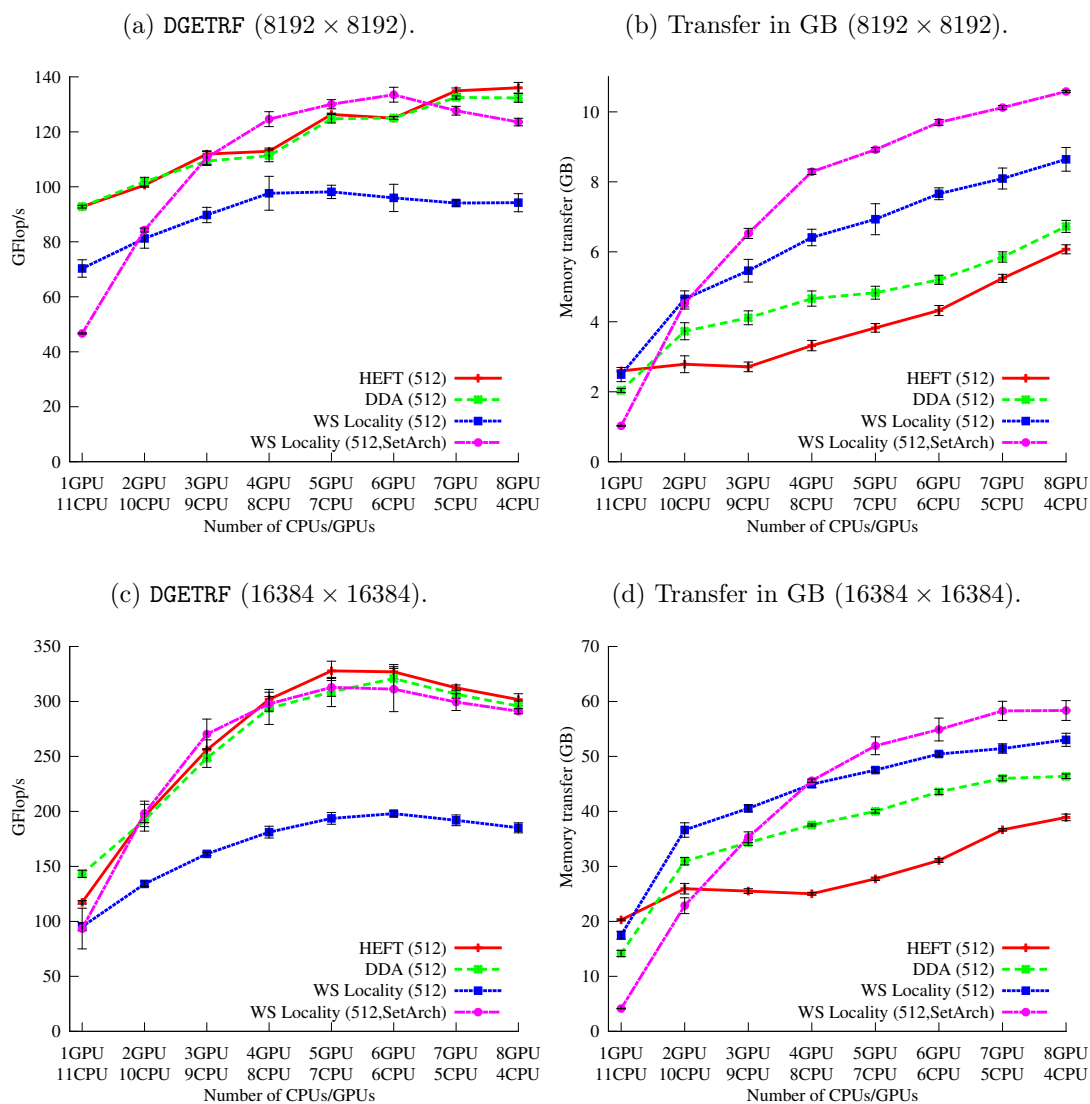 (a) DGETRF (8192 × 8192).
GFlop/s
140
120
100
80
60
40
20
0
HEFT (512)
DDA (512)
WS Locality (512)
WS Locality (512,SetArch)
1GPU 2GPU 3GPU 4GPU 5GPU 6GPU 7GPU 8GPU
11CPU 10CPU 9CPU 8CPU 7CPU 6CPU 5CPU 4CPU
Number of CPUs/GPUs
(b) Transfer in GB (8192 × 8192).
Memory transfer (GB)
10
8
6
4
2
0
HEFT (512)
DDA (512)
WS Locality (512)
WS Locality (512,SetArch)
1GPU 2GPU 3GPU 4GPU 5GPU 6GPU 7GPU 8GPU
11CPU 10CPU 9CPU 8CPU 7CPU 6CPU 5CPU 4CPU
Number of CPUs/GPUs
(c) DGETRF (16384 × 16384).
GFlop/s
350
300
250
200
150
100
50
0
HEFT (512)
DDA (512)
WS Locality (512)
WS Locality (512,SetArch)
1GPU 2GPU 3GPU 4GPU 5GPU 6GPU 7GPU 8GPU
11CPU 10CPU 9CPU 8CPU 7CPU 6CPU 5CPU 4CPU
Number of CPUs/GPUs
(d) Transfer in GB (16384 × 16384).
Memory transfer (GB)
70
60
50
40
30
20
10
0
HEFT (512)
DDA (512)
WS Locality (512)
WS Locality (512,SetArch)
1GPU 2GPU 3GPU 4GPU 5GPU 6GPU 7GPU 8GPU
11CPU 10CPU 9CPU 8CPU 7CPU 6CPU 5CPU 4CPU
Number of CPUs/GPUs